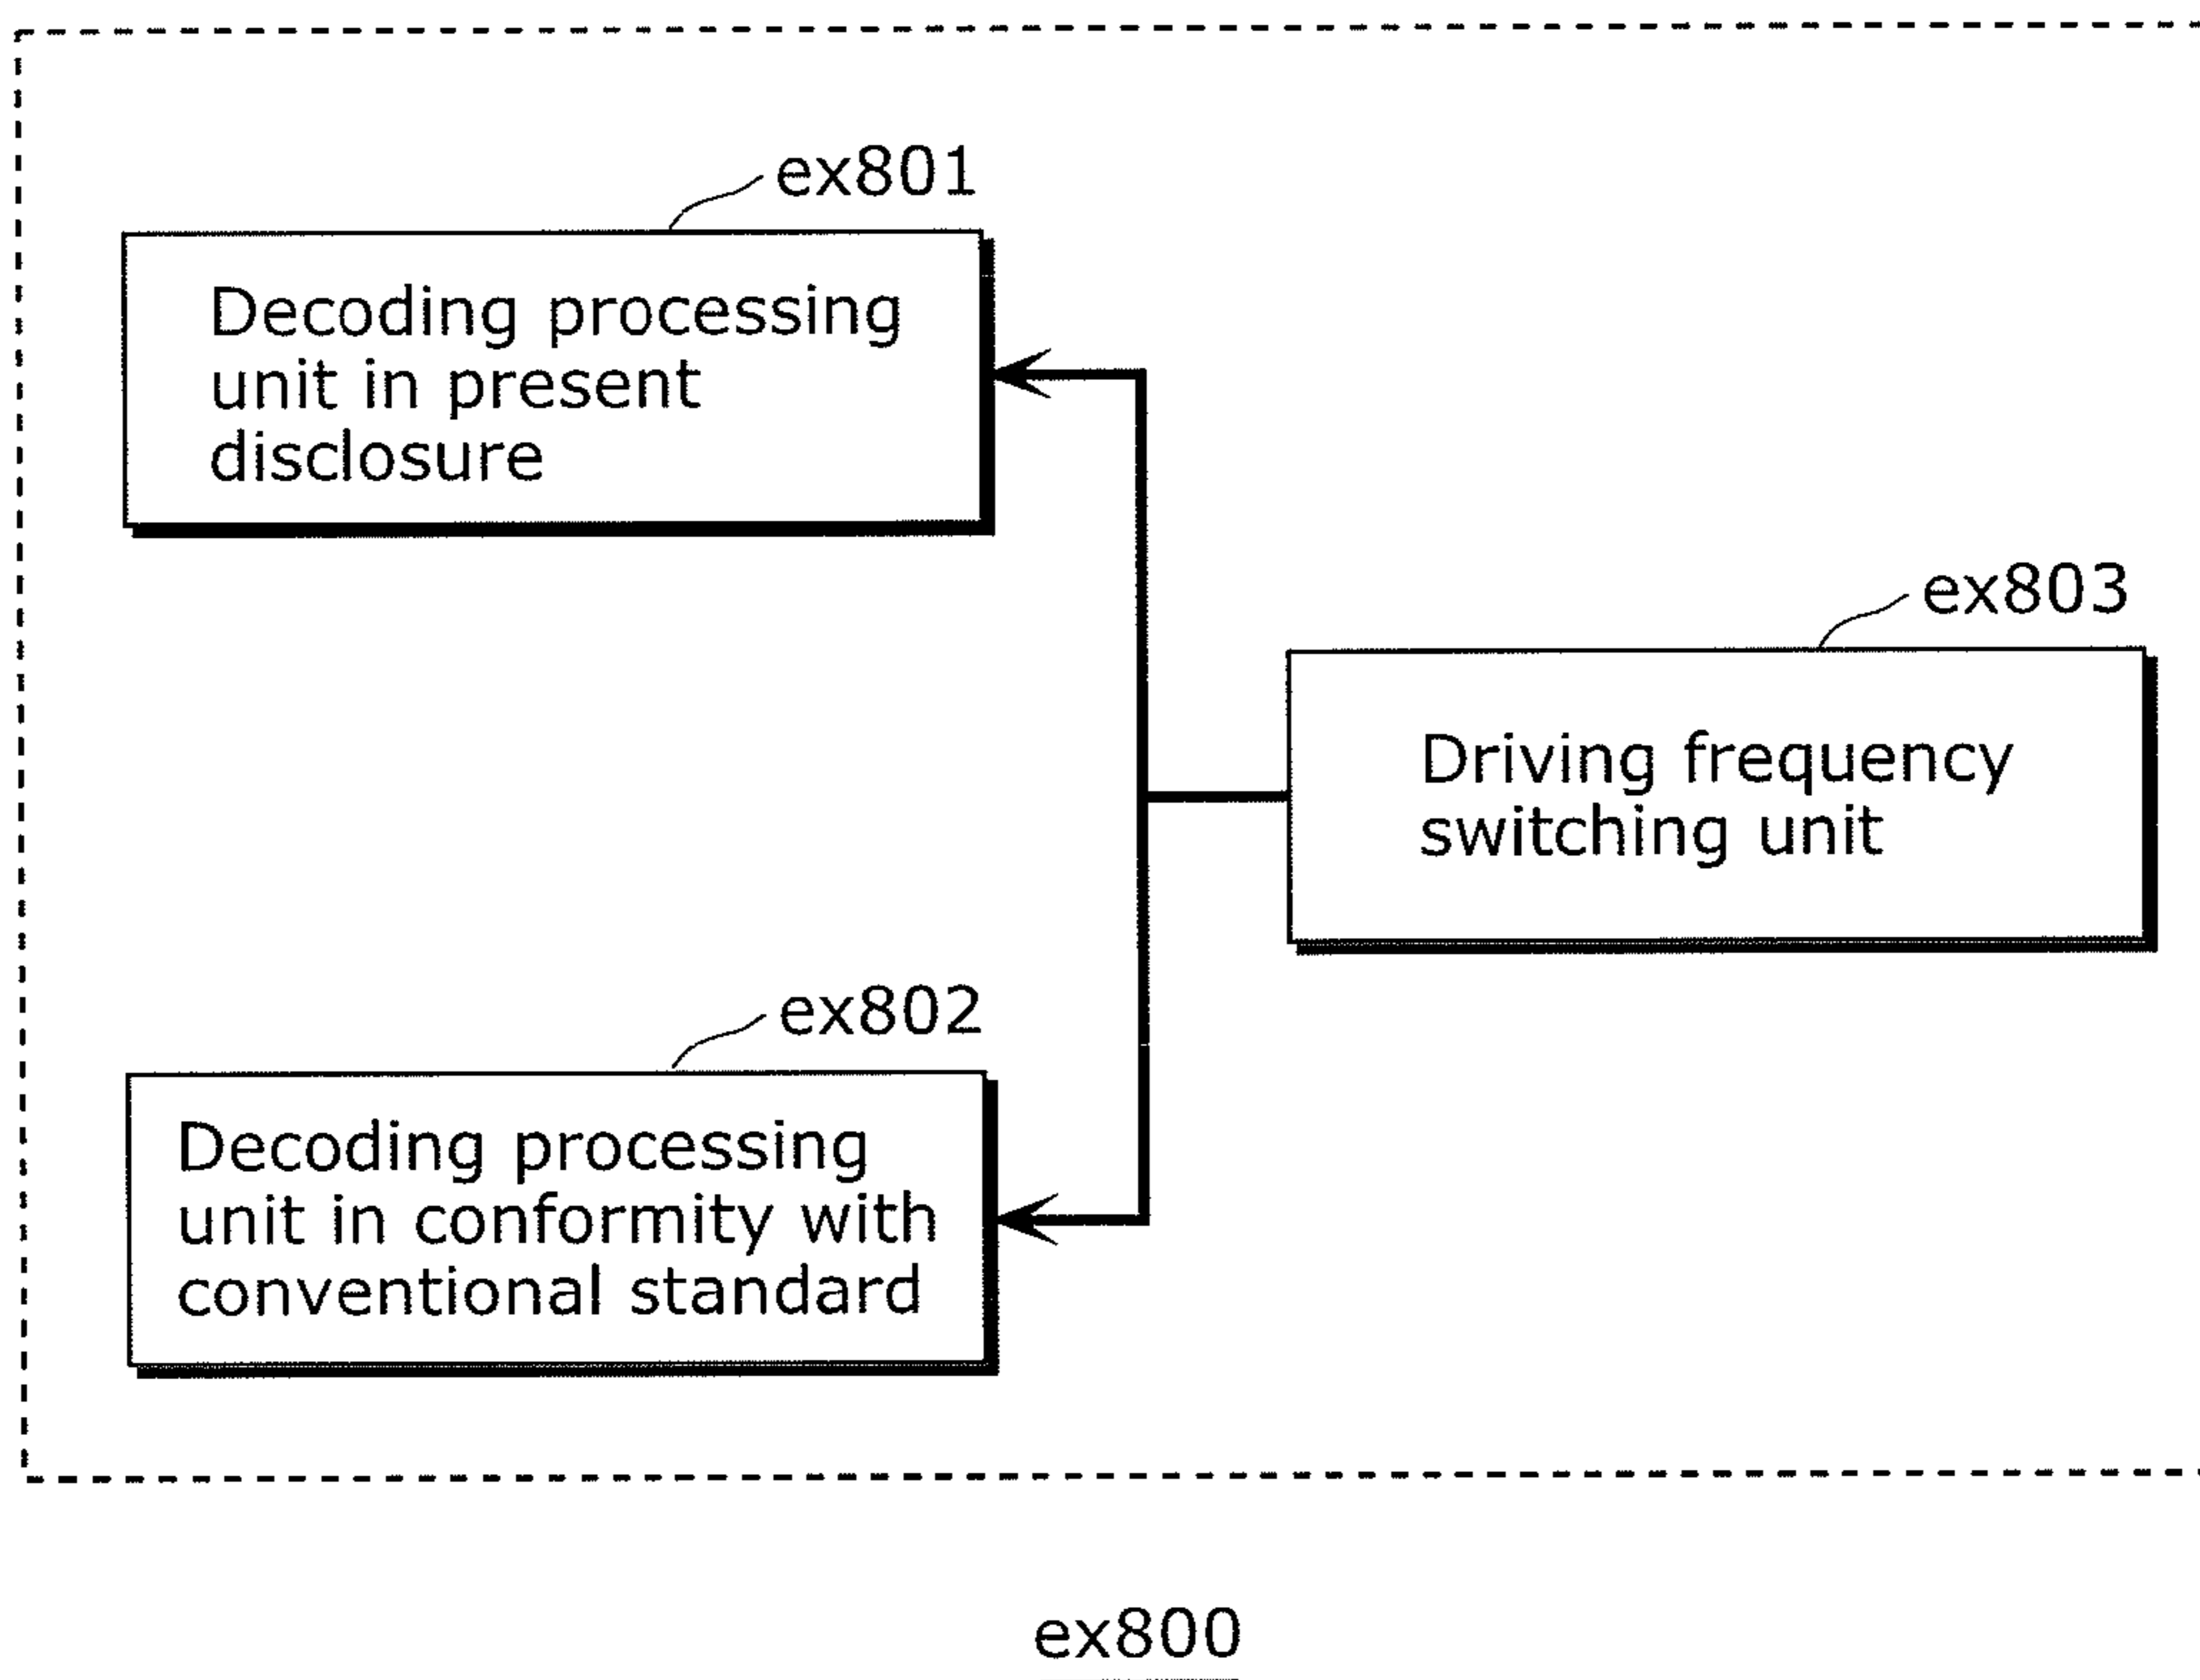 ex801
Decoding processing
unit in present
disclosure
ex803
Driving frequency
switching unit
ex802
Decoding processing
unit in conformity with
conventional standard
ex800